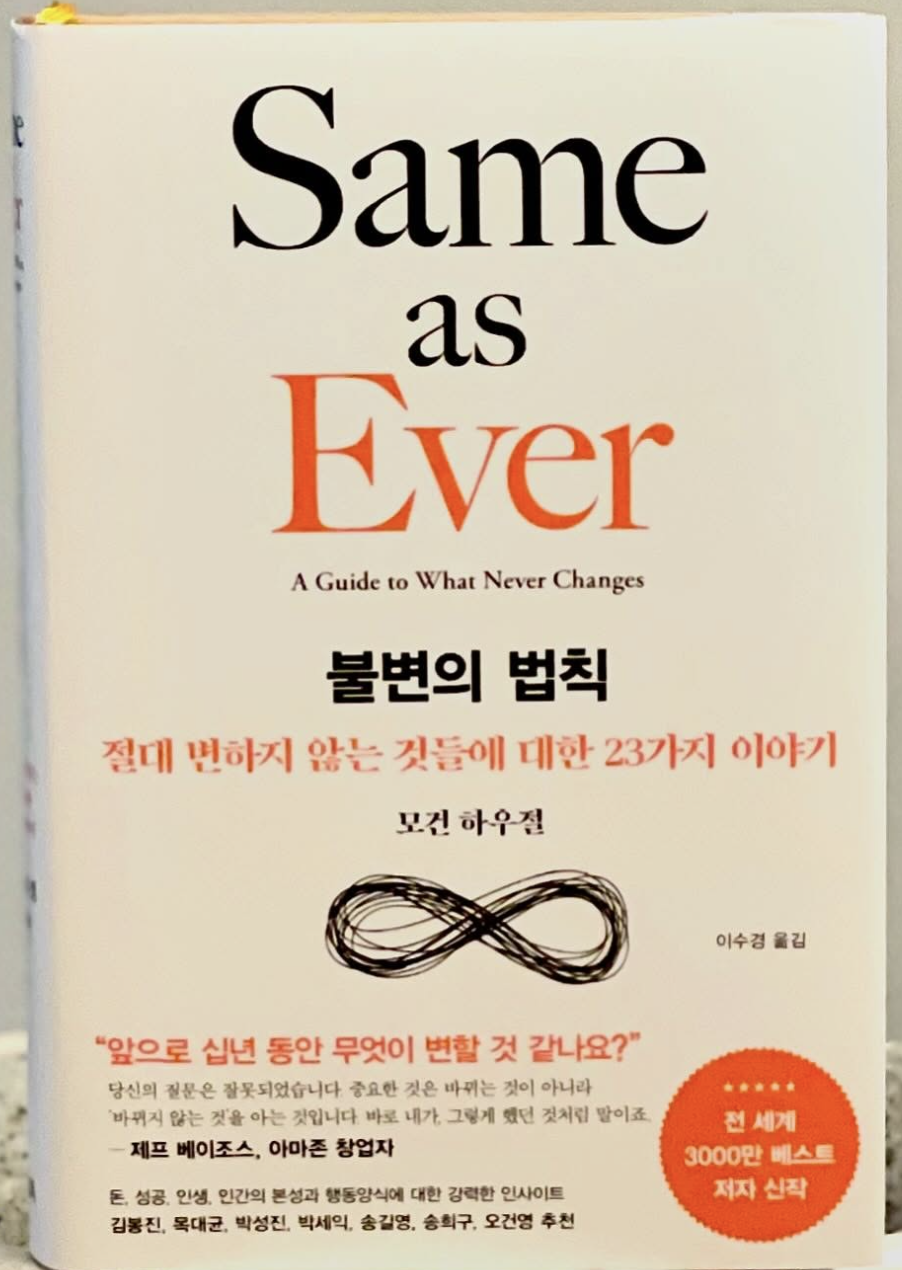 Same
as
Ever
A Guide to What Never Changes
불변의 법칙
절대 변하지 않는 것들에 대한 23가지 이야기
모건 하우절
이수경 옮김
“앞으로 십년 동안 무엇이 변할 것 같나요?”
당신의 질문은 잘못되었습니다. 중요한 것은 바뀌는 것이 아니라
‘바뀌지 않는 것’을 아는 것입니다. 바로 내가, 그렇게 했던 것처럼 말이죠.
― 제프 베이조스, 아마존 창업자
돈, 성공, 인생, 인간의 본성과 행동양식에 대한 강력한 인사이트
김봉진, 목대균, 박성진, 박세익, 송길영, 송희구, 오건영 추천
★★★★★
전 세계
3000만 베스트
저자 신작